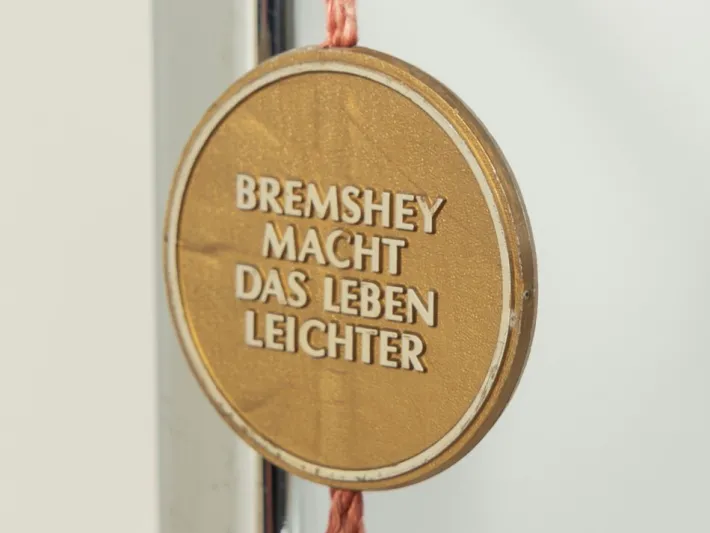 BREMSHEY
MACHT
DAS LEBEN
LEICHTER